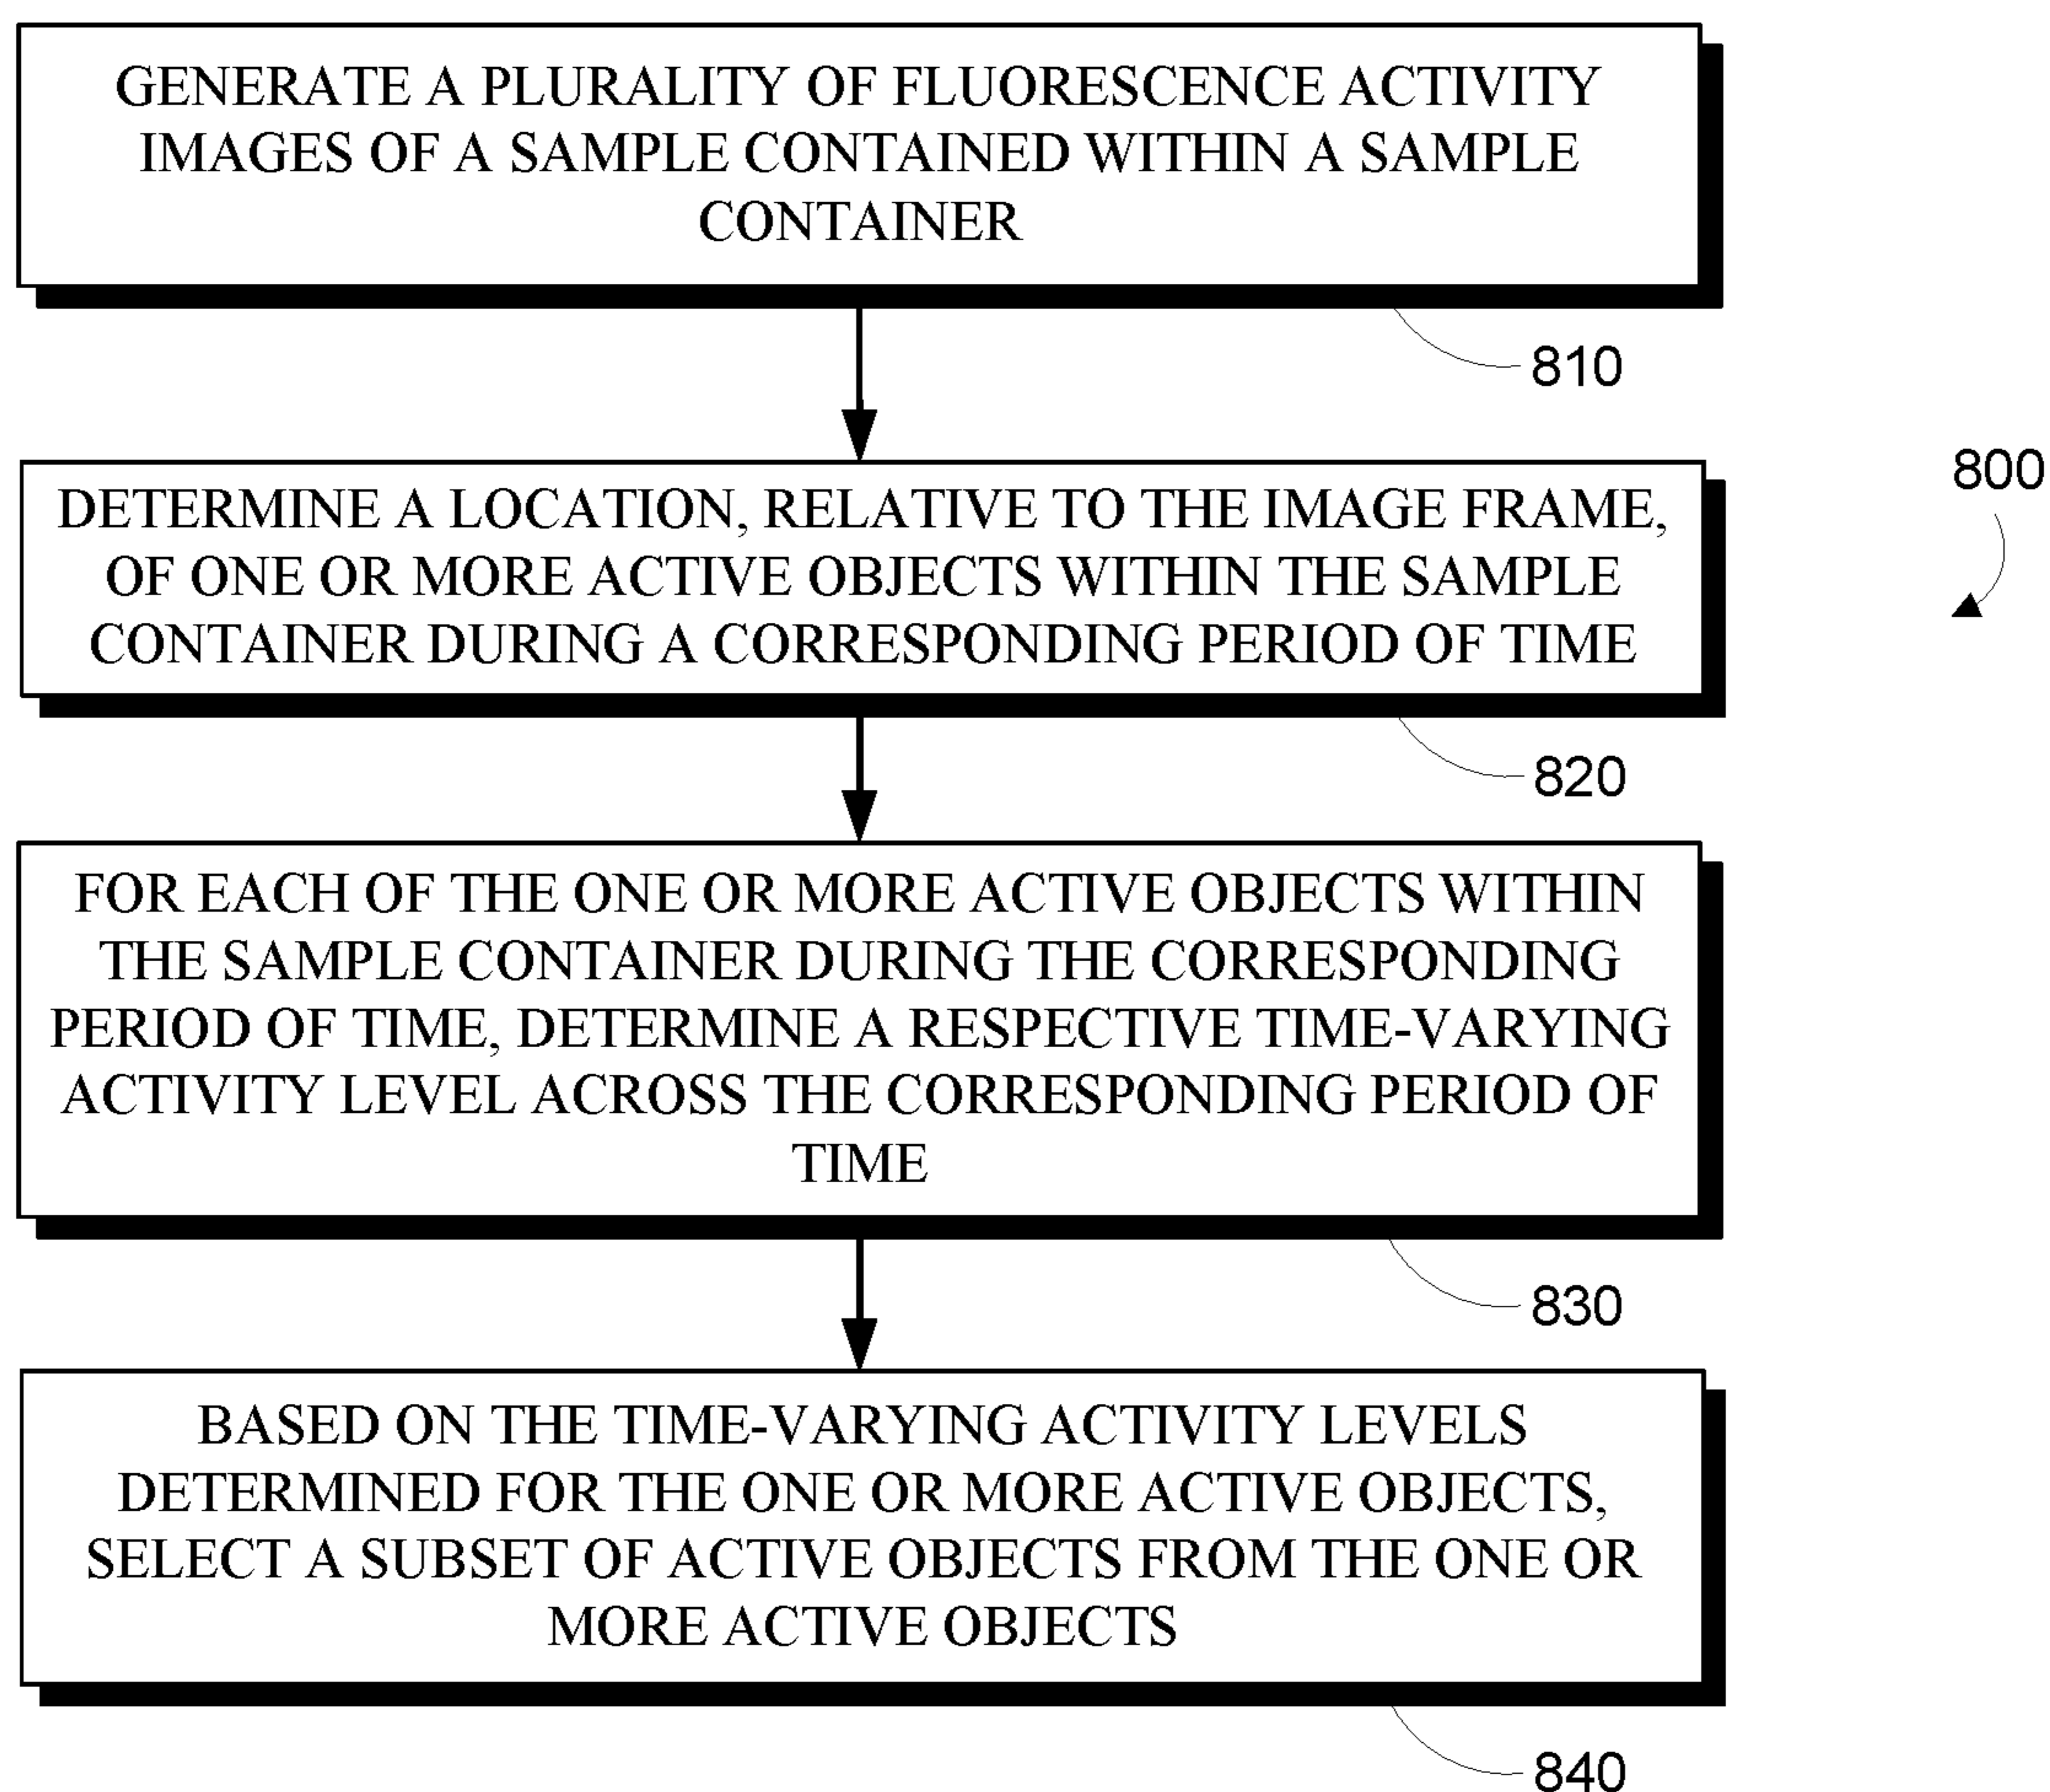 GENERATE A PLURALITY OF FLUORESCENCE ACTIVITY
IMAGES OF A SAMPLE CONTAINED WITHIN A SAMPLE
CONTAINER
810
800
DETERMINE A LOCATION, RELATIVE TO THE IMAGE FRAME,
OF ONE OR MORE ACTIVE OBJECTS WITHIN THE SAMPLE
CONTAINER DURING A CORRESPONDING PERIOD OF TIME
820
FOR EACH OF THE ONE OR MORE ACTIVE OBJECTS WITHIN
THE SAMPLE CONTAINER DURING THE CORRESPONDING
PERIOD OF TIME, DETERMINE A RESPECTIVE TIME-VARYING
ACTIVITY LEVEL ACROSS THE CORRESPONDING PERIOD OF
TIME
830
BASED ON THE TIME-VARYING ACTIVITY LEVELS
DETERMINED FOR THE ONE OR MORE ACTIVE OBJECTS,
SELECT A SUBSET OF ACTIVE OBJECTS FROM THE ONE OR
MORE ACTIVE OBJECTS
840